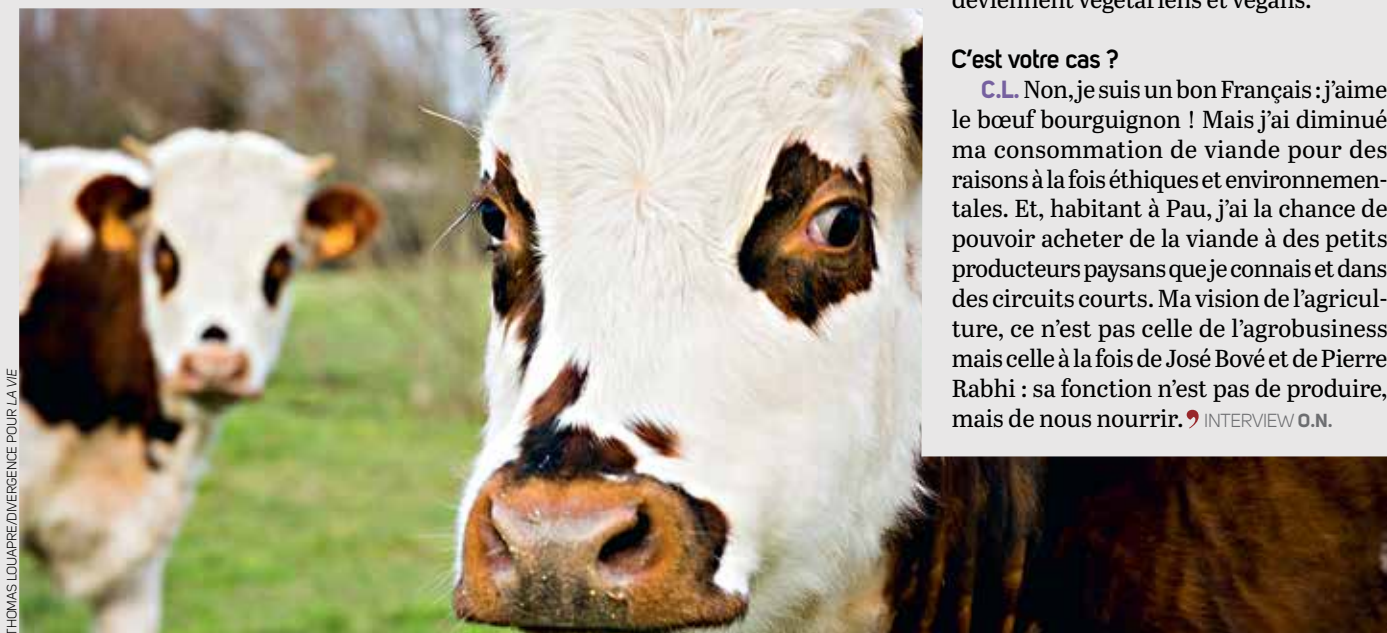 deviennent végétariens et végans.
C'est votre cas ?
C.L. Non, je suis un bon Français : j'aime
le bœuf bourguignon ! Mais j'ai diminué
ma consommation de viande pour des
raisons à la fois éthiques et environnemen-
tales. Et, habitant à Pau, j'ai la chance de
pouvoir acheter de la viande à des petits
producteurs paysans que je connais et dans
des circuits courts. Ma vision de l'agricul-
ture, ce n'est pas celle de l'agrobusiness
mais celle à la fois de José Bové et de Pierre
Rabhi : sa fonction n'est pas de produire,
mais de nous nourrir. INTERVIEW O.N.
THOMAS LOUAPRE/DIVERGENCE POUR LA VIE